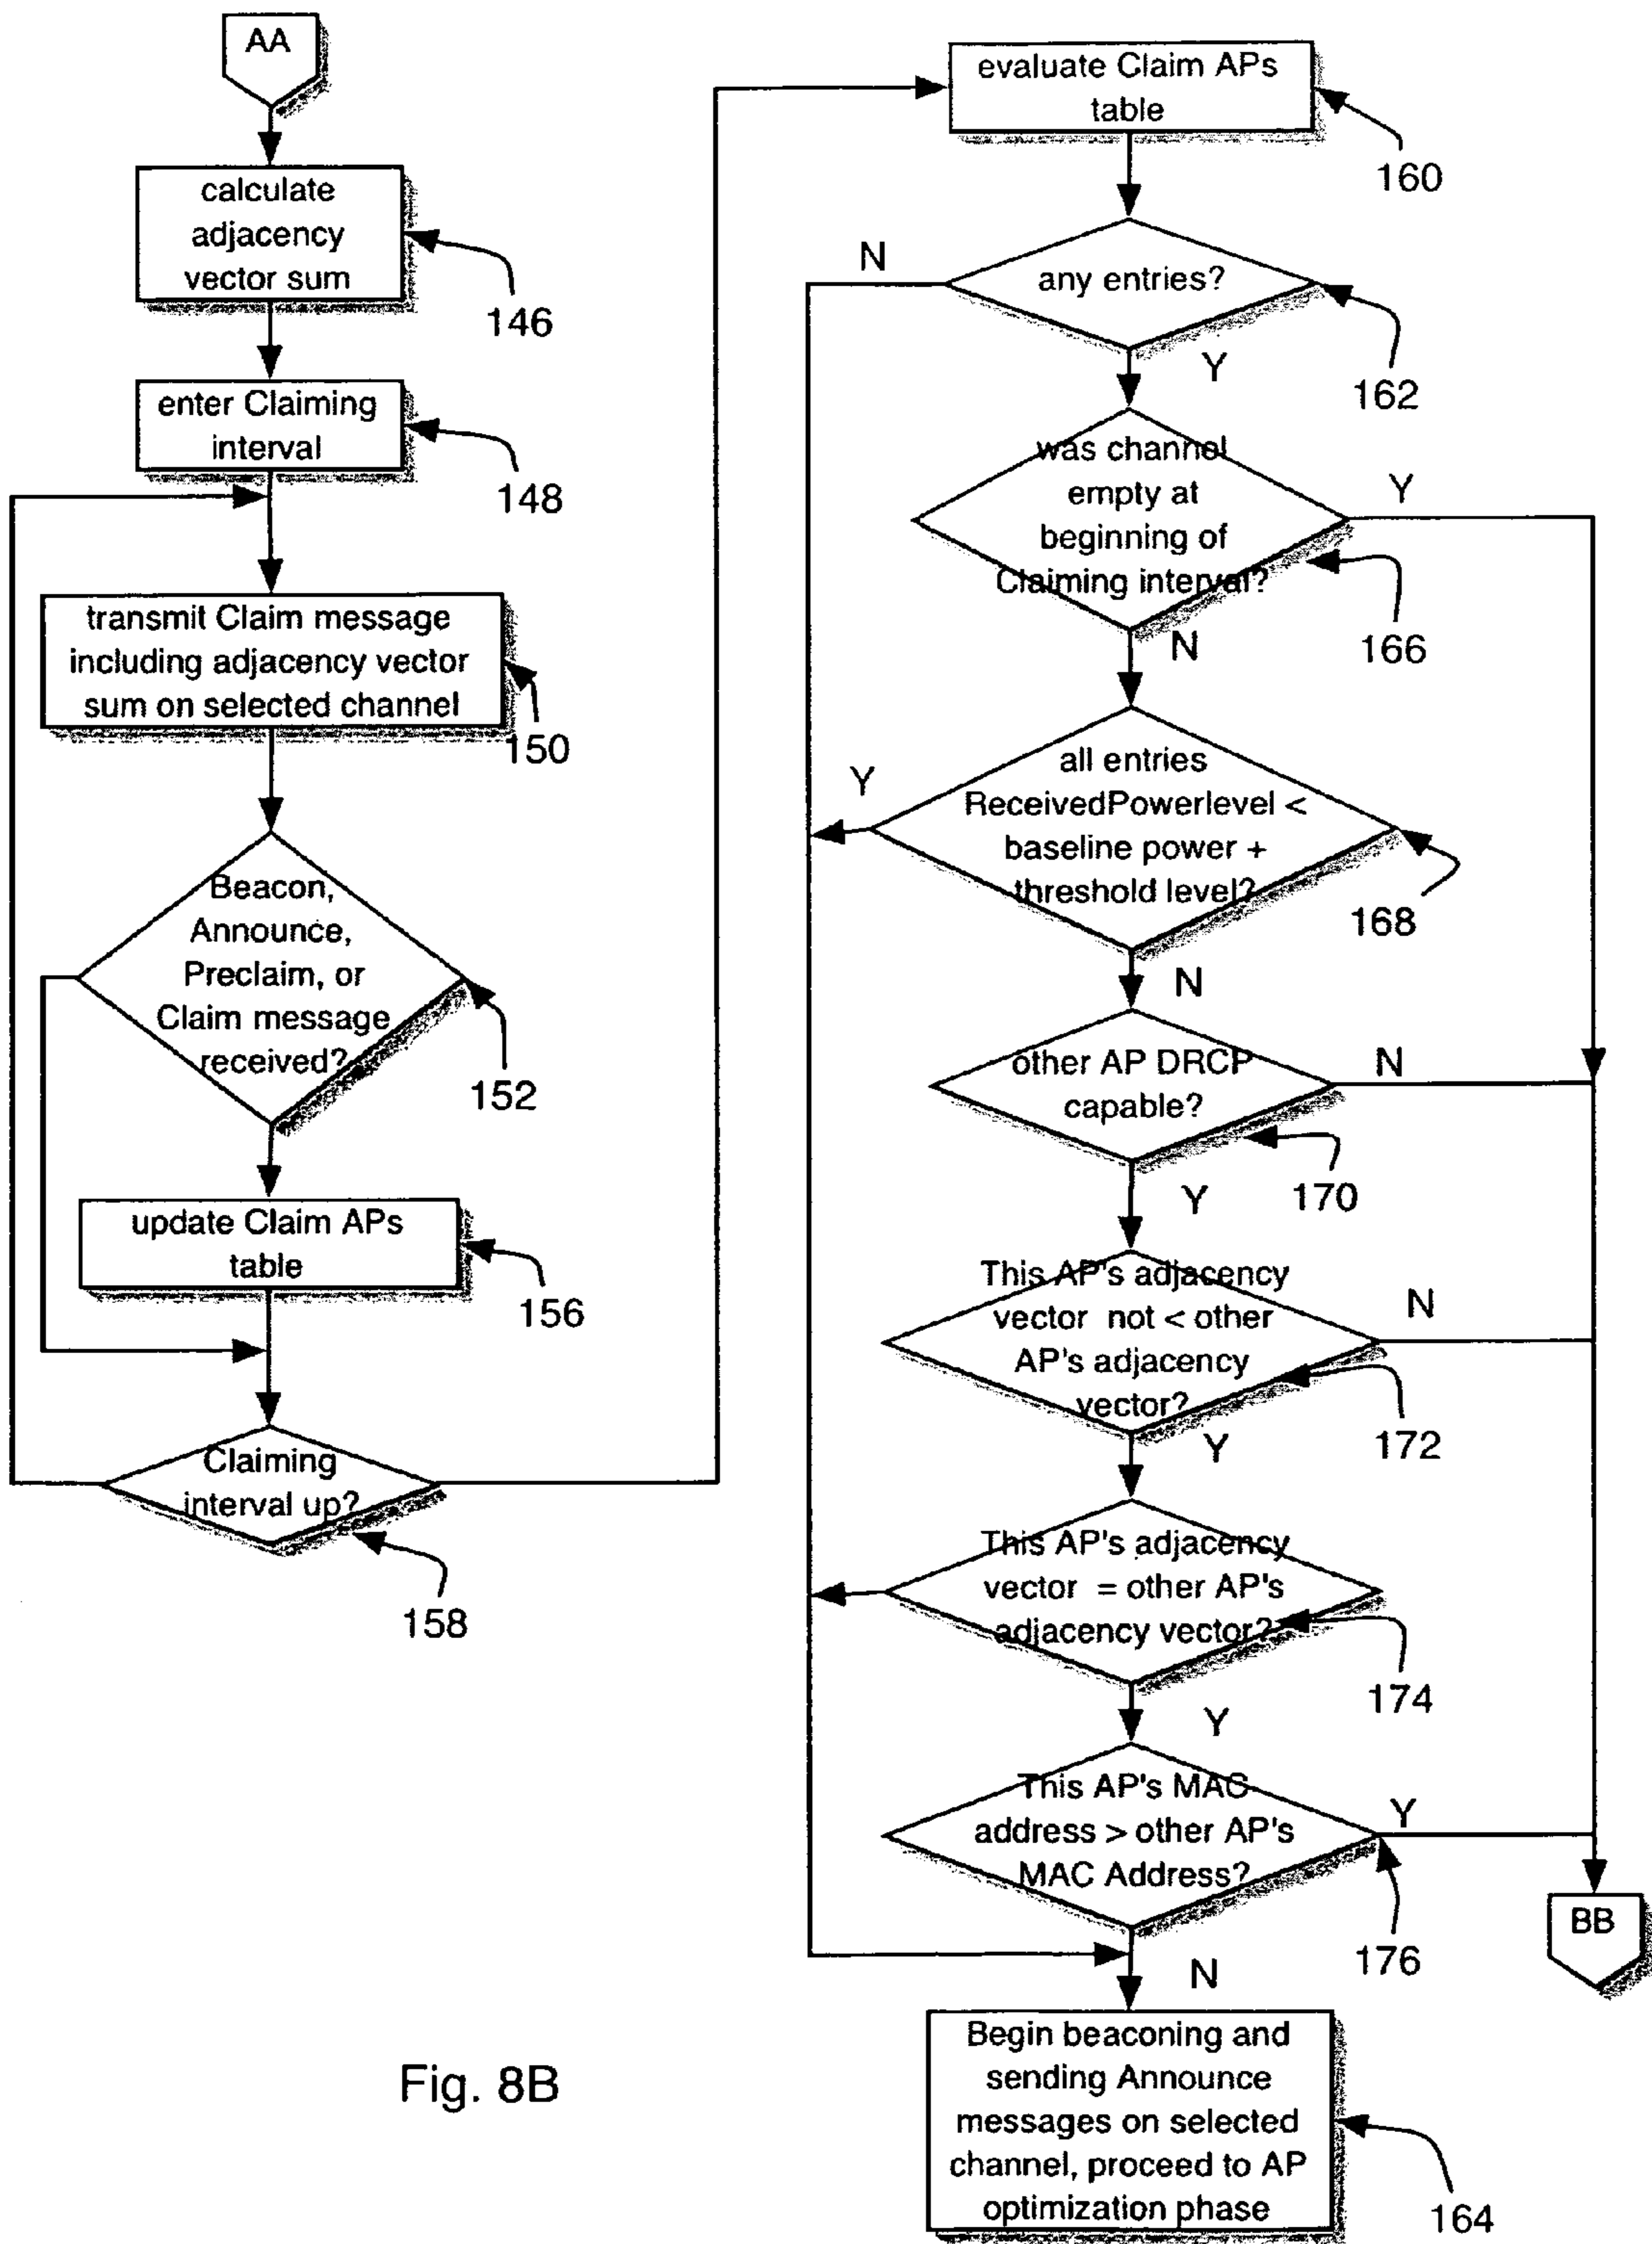 AA
calculate
adjacency
vector sum
146
enter Claiming
interval
148
transmit Claim message
including adjacency vector
sum on selected channel
150
Beacon,
Announce,
Preclaim, or
Claim message
received?
152
update Claim APs
table
156
Claiming
interval up?
158
evaluate Claim APs
table
160
N
any entries?
Y
162
was channel
empty at
beginning of
Claiming interval?
Y
N
166
all entries
ReceivedPowerlevel <
baseline power +
threshold level?
Y
N
168
other AP DRCP
capable?
N
Y
170
This AP's adjacency
vector not < other
AP's adjacency
vector?
N
Y
172
This AP's adjacency
vector = other AP's
adjacency vector?
Y
174
This AP's MAC
address > other AP's
MAC Address?
Y
N
176
BB
Begin beaconing and
sending Announce
messages on selected
channel, proceed to AP
optimization phase
164
Fig. 8B